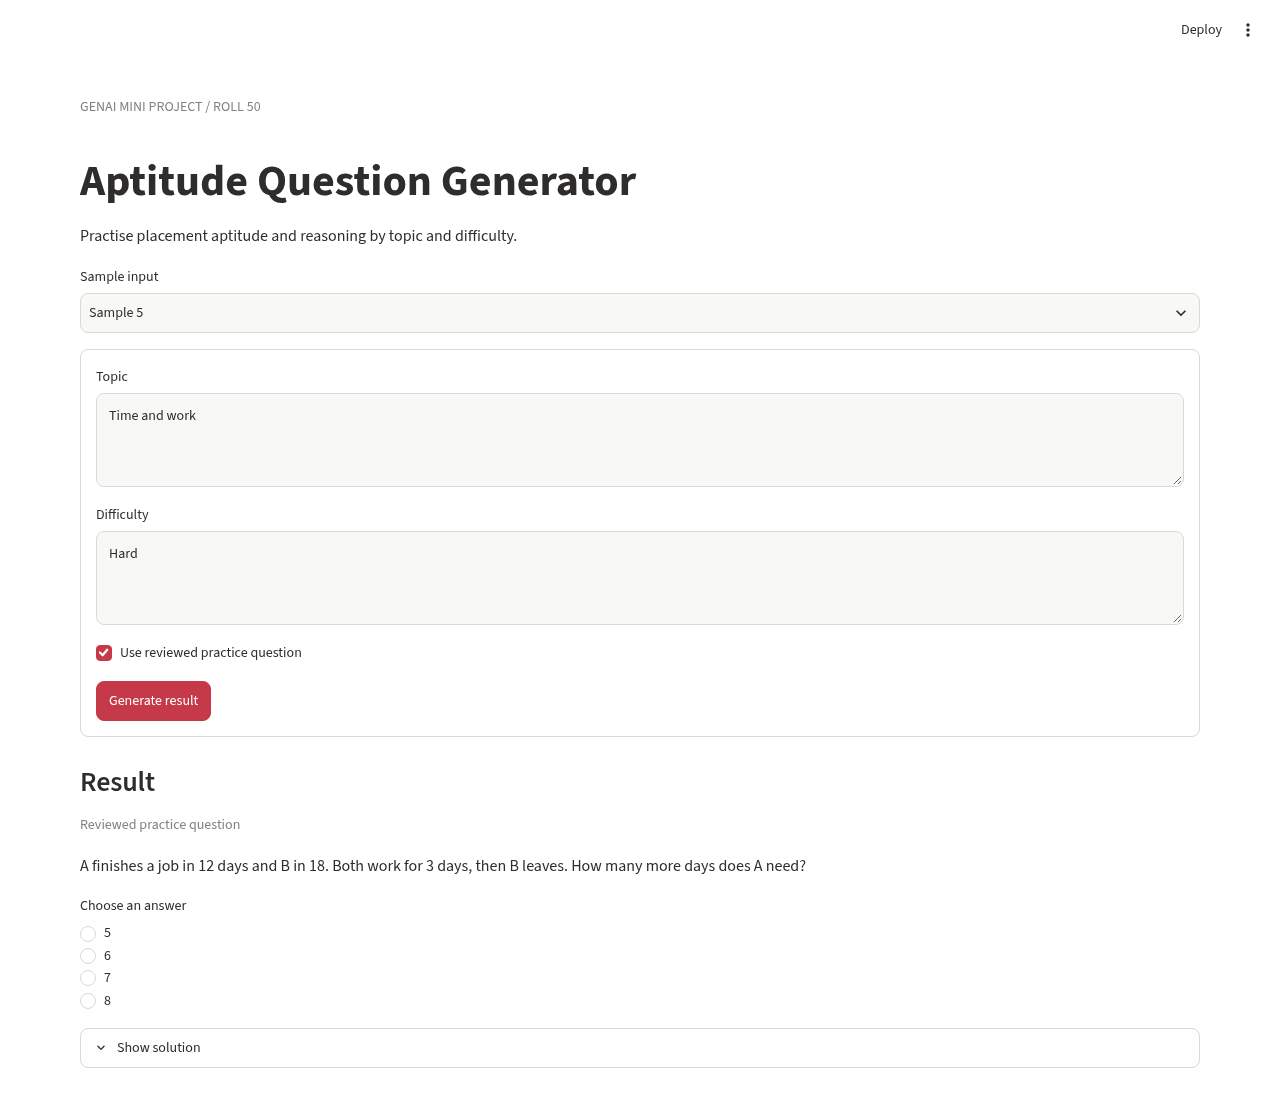 Deploy
GENAI MINI PROJECT / ROLL 50
Aptitude Question Generator
Practise placement aptitude and reasoning by topic and difficulty.
Sample input
Sample 5
Topic
Time and work
Difficulty
Hard
Use reviewed practice question
Generate result
Result
Reviewed practice question
A finishes a job in 12 days and B in 18. Both work for 3 days, then B leaves. How many more days does A need?
Choose an answer
5
6
7
8
Show solution